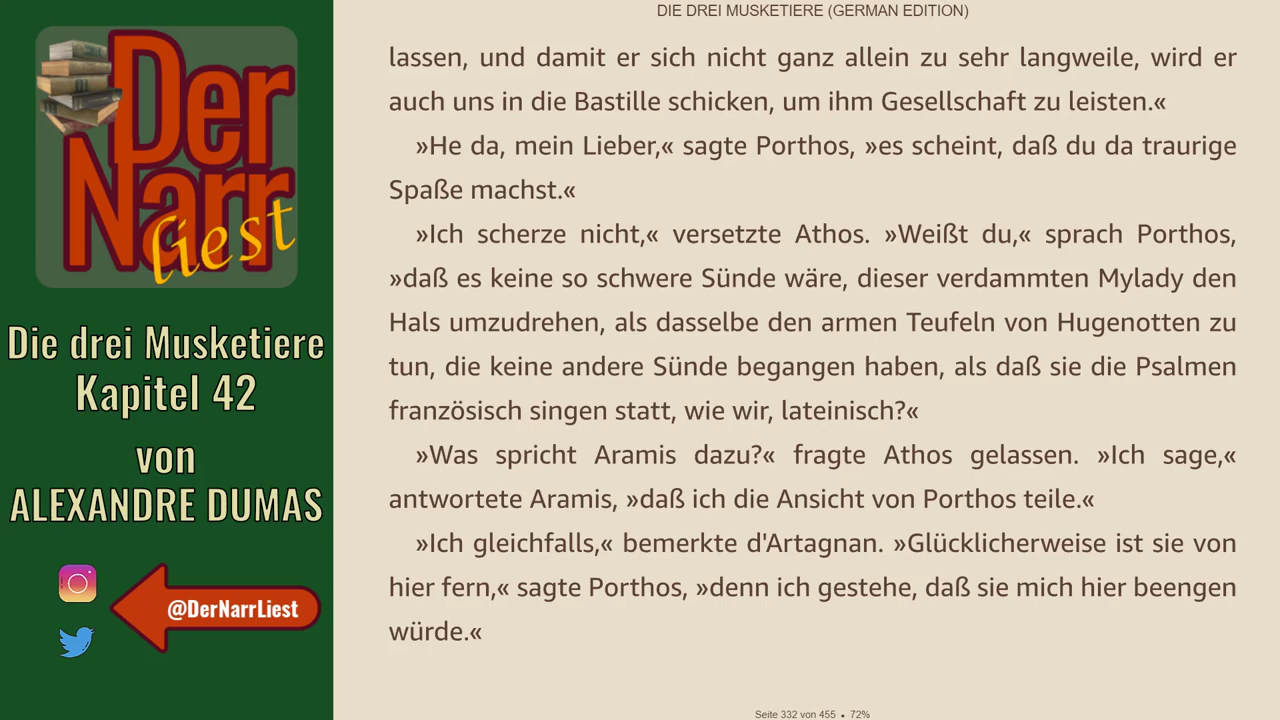 Der
Narr
liest
Die drei Musketiere
Kapitel 42
von
ALEXANDRE DUMAS
@DerNarrLiest
DIE DREI MUSKETIERE (GERMAN EDITION)
lassen, und damit er sich nicht ganz allein zu sehr langweile, wird er
auch uns in die Bastille schicken, um ihm Gesellschaft zu leisten.«
»He da, mein Lieber,« sagte Porthos, »es scheint, daß du da traurige
Spaße machst.«
»Ich scherze nicht,« versetzte Athos. »Weißt du,« sprach Porthos,
»daß es keine so schwere Sünde wäre, dieser verdammten Mylady den
Hals umzudrehen, als dasselbe den armen Teufeln von Hugenotten zu
tun, die keine andere Sünde begangen haben, als daß sie die Psalmen
französisch singen statt, wie wir, lateinisch?«
»Was spricht Aramis dazu?« fragte Athos gelassen. »Ich sage,«
antwortete Aramis, »daß ich die Ansicht von Porthos teile.«
»Ich gleichfalls,« bemerkte d'Artagnan. »Glücklicherweise ist sie von
hier fern,« sagte Porthos, »denn ich gestehe, daß sie mich hier beengen
würde.«
Seite 332 von 455 • 72%